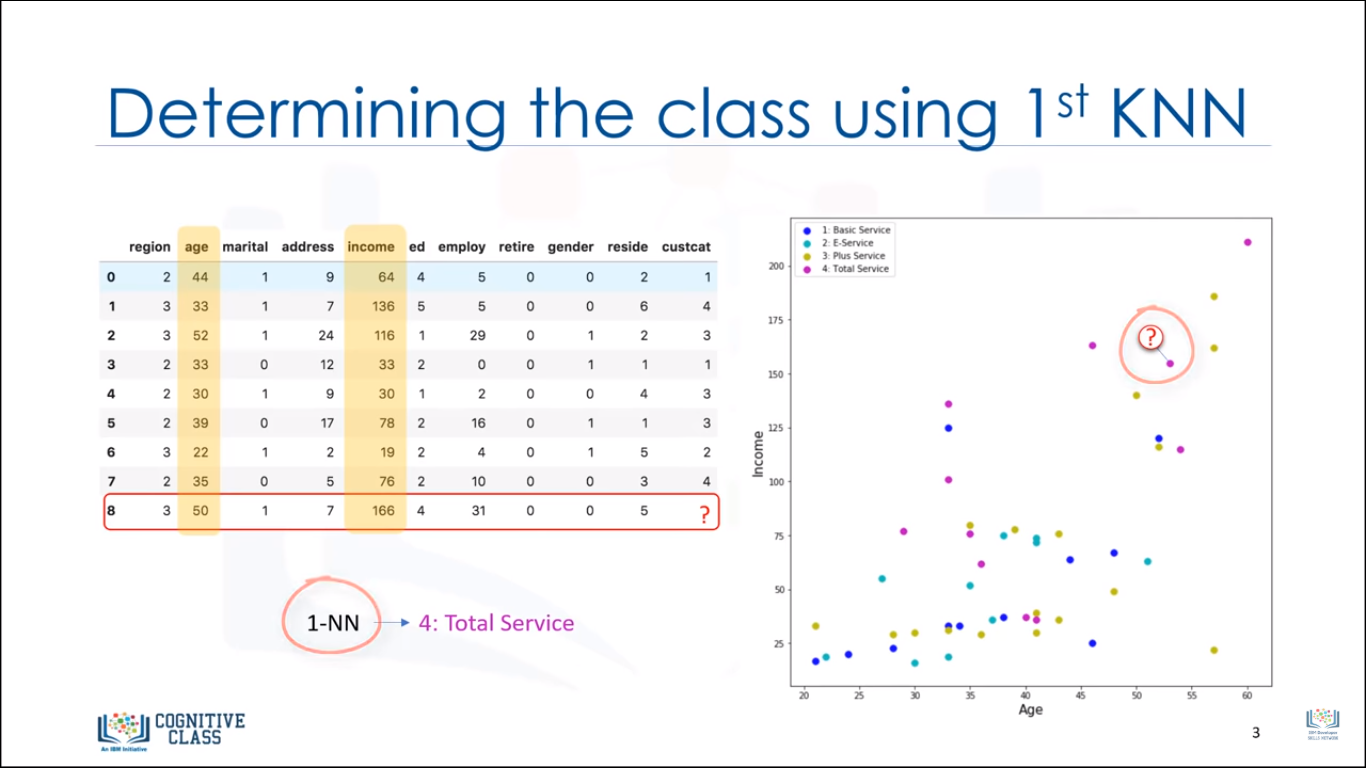 Determining the class using 1st KNN
region age marital address income ed employ retire gender reside custcat
0 2 44 1 9 64 4 5 0 0 2 1
1 3 33 1 7 136 5 5 0 0 6 4
2 3 52 1 24 116 1 29 0 1 2 3
3 2 33 0 12 33 2 0 0 1 1 1
4 2 30 1 9 30 1 2 0 0 4 3
5 2 39 0 17 78 2 16 0 1 1 3
6 3 22 1 2 19 2 4 0 1 5 2
7 2 35 0 5 76 2 10 0 0 3 4
8 3 50 1 7 166 4 31 0 0 5 ?
1-NN
4: Total Service
1: Basic Service
2: E-Service
3: Plus Service
4: Total Service
?
Income
200
175
150
125
100
75
50
25
20 25 30 35 40 45 50 55 60
Age
COGNITIVE
CLASS
An IBM Initiative
3
IBM Developer
SKILLS NETWORK